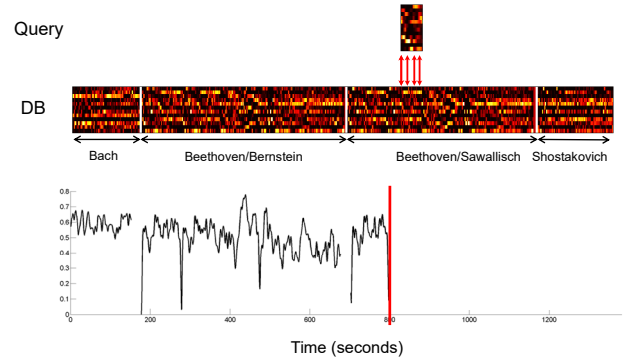 Query
DB
Bach
Beethoven/Bernstein
Beethoven/Sawallisch
Shostakovich
0.8
0.7
0.6
0.5
0.4
0.3
0.2
0.1
0
0 200 400 600 800 1000 1200
Time (seconds)